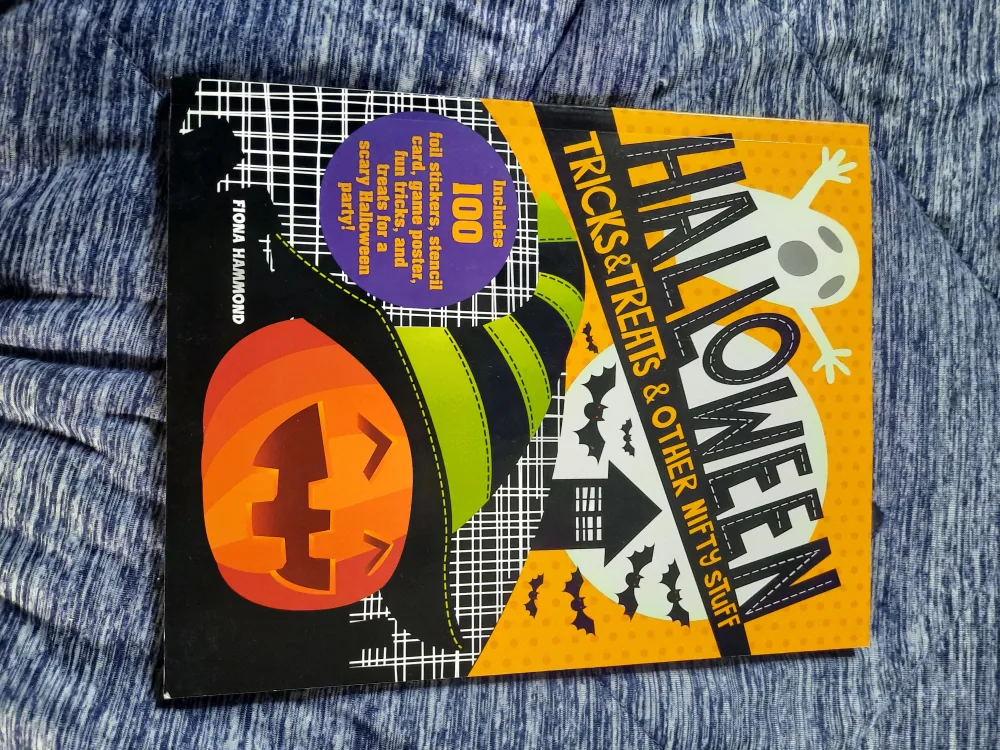 HALLOWEEN
TRICKS & TREATS & OTHER NIFTY STUFF
Includes
100
foil stickers, stencil
card, game poster,
fun tricks, and
treats for a
scary Halloween
party!
FIONA HAMMOND